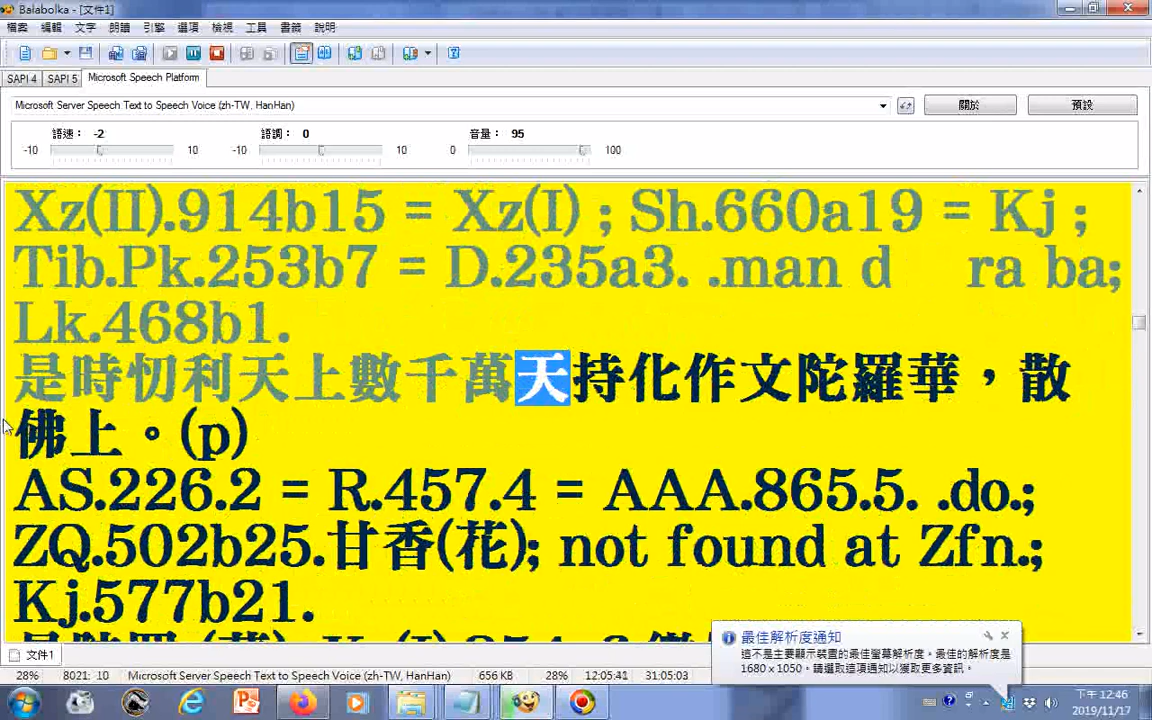 Balabolka - [文件1]
檔案 編輯 文字 朗讀 引擎 選項 檢視 工具 書籤 說明
SAPI 4 SAPI 5 Microsoft Speech Platform
Microsoft Server Speech Text to Speech Voice (zh-TW, HanHan) 關於 預設
語速： -2 語調： 0 音量： 95
-10 10 -10 10 0 100
Xz(II).914b15 = Xz(I) ; Sh.660a19 = Kj ;
Tib.Pk.253b7 = D.235a3. .man d ra ba;
Lk.468b1.
是時忉利天上數千萬天持化作文陀羅華，散
佛上。(p)
AS.226.2 = R.457.4 = AAA.865.5. .do.;
ZQ.502b25.甘香(花); not found at Zfn.;
Kj.577b21.
文件1
最佳解析度通知
這不是主要顯示裝置的最佳螢幕解析度。最佳的解析度是
1680 x 1050。請選取這項通知以獲取更多資訊。
28% 8021: 10 Microsoft Server Speech Text to Speech Voice (zh-TW, HanHan) 656 KB 28% 12:05:41 31:05:03
下午 12:46
2019/11/17